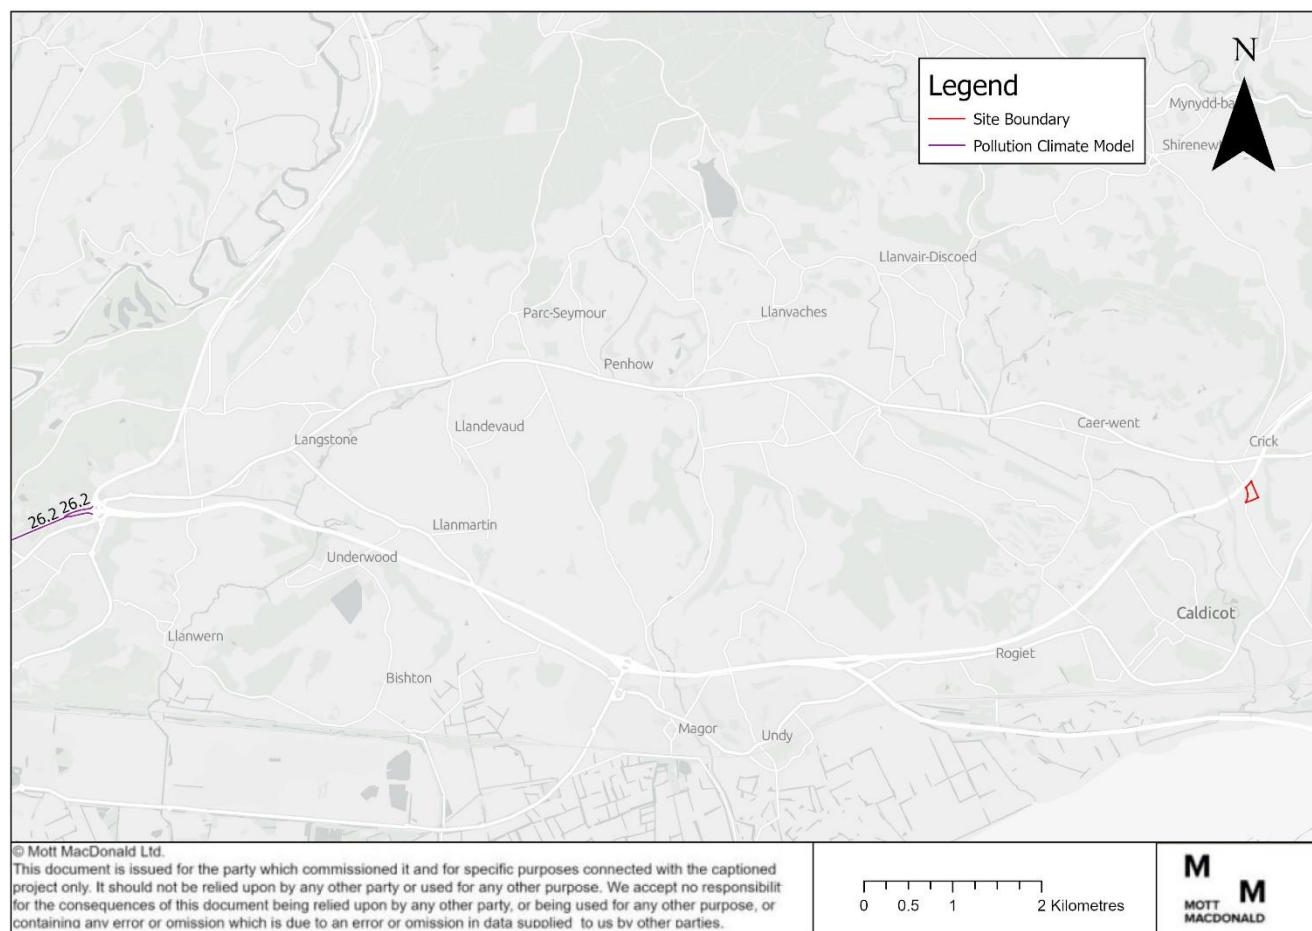 N
Legend
Site Boundary
Pollution Climate Model
Mynydd-ba
Shirenew
Llanvair-Discoed
Parc-Seymour
Llanvaches
Penhow
Caer-went
Llandevaud
Langstone
Crick
26.2 26.2
Llanmartin
Underwood
Caldicot
Llanwern
Rogiet
Bishton
Magor
Undy
© Mott MacDonald Ltd.
This document is issued for the party which commissioned it and for specific purposes connected with the captioned
project only. It should not be relied upon by any other party or used for any other purpose. We accept no responsibilit
for the consequences of this document being relied upon by any other party, or being used for any other purpose, or
containing any error or omission which is due to an error or omission in data supplied to us by other parties.
0 0.5 1 2 Kilometres
M
M
MOTT
MACDONALD